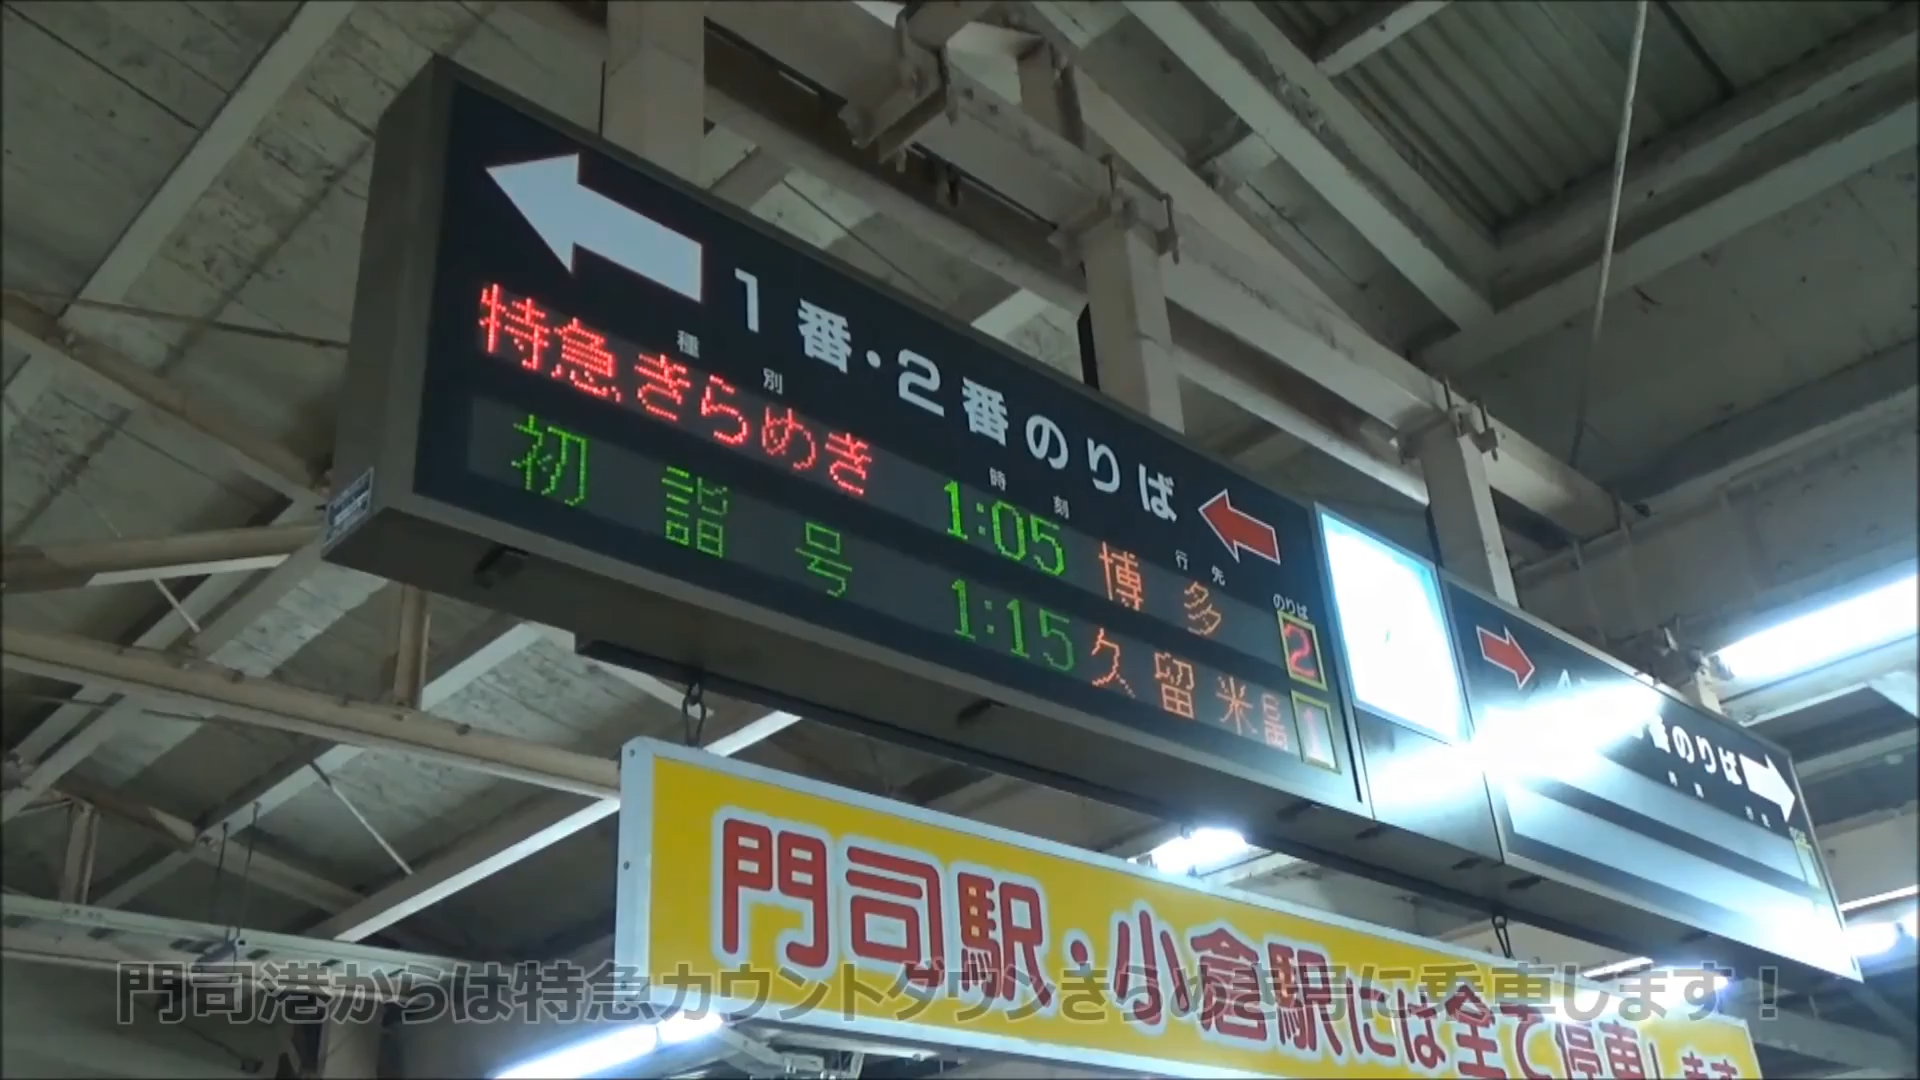 1番・2番のりば
種別 時刻 行先 のりば
特急きらめき 1:05 博多 2
初詣号 1:15 久留米 1
番のりば
門司駅・小倉駅には全て停車します
門司港からは特急カウントダウンきらめき号に乗車します！